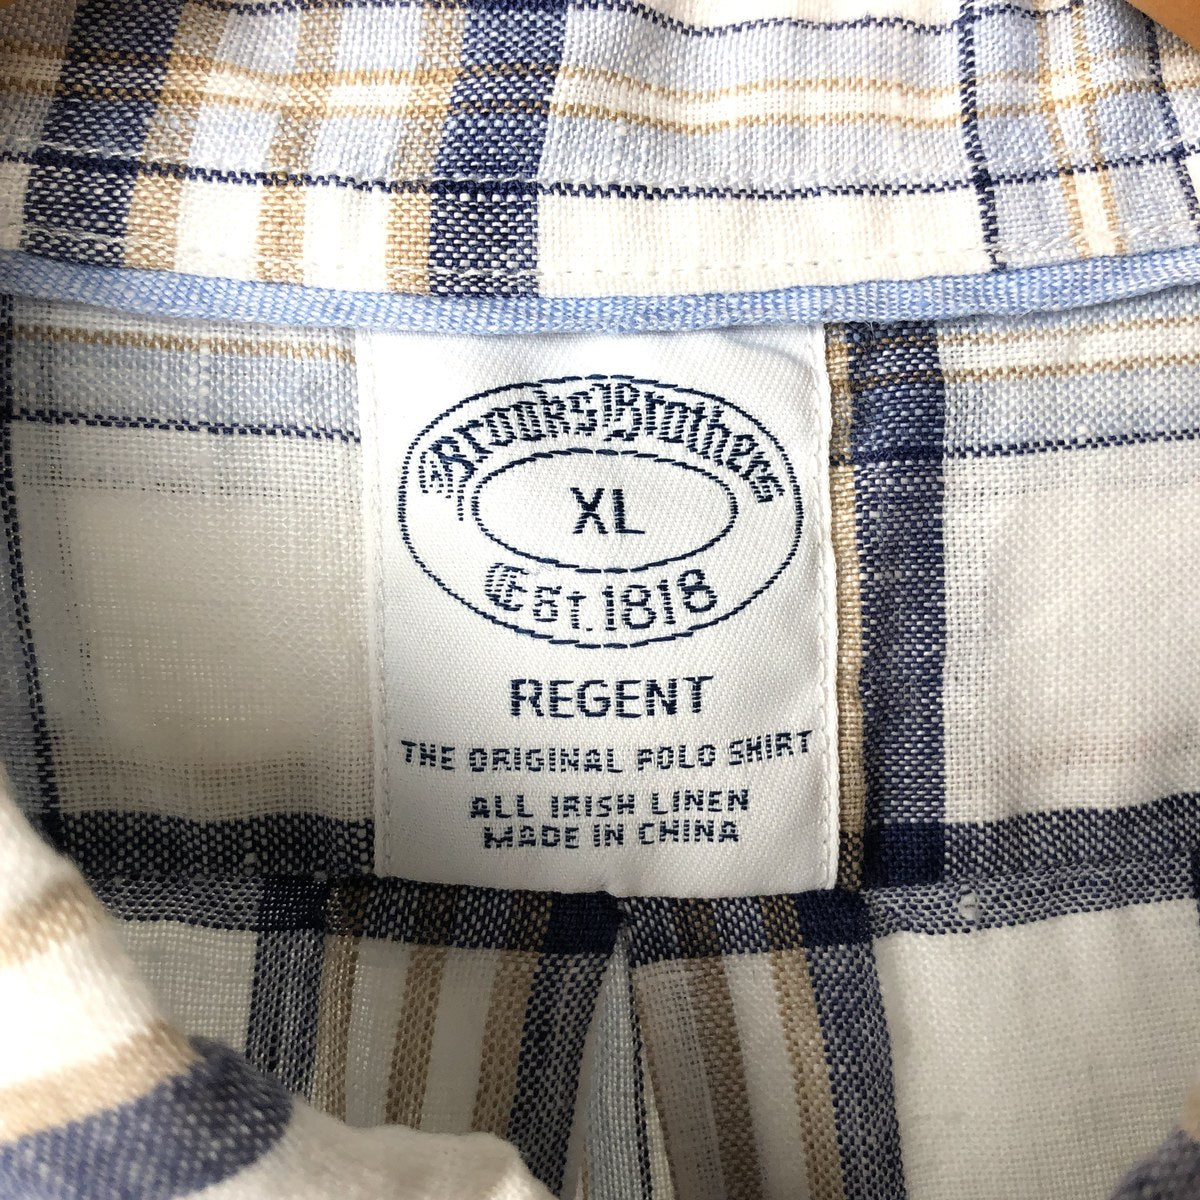 Brooks Brothers
XL
Est. 1818
REGENT
THE ORIGINAL POLO SHIRT
ALL IRISH LINEN
MADE IN CHINA